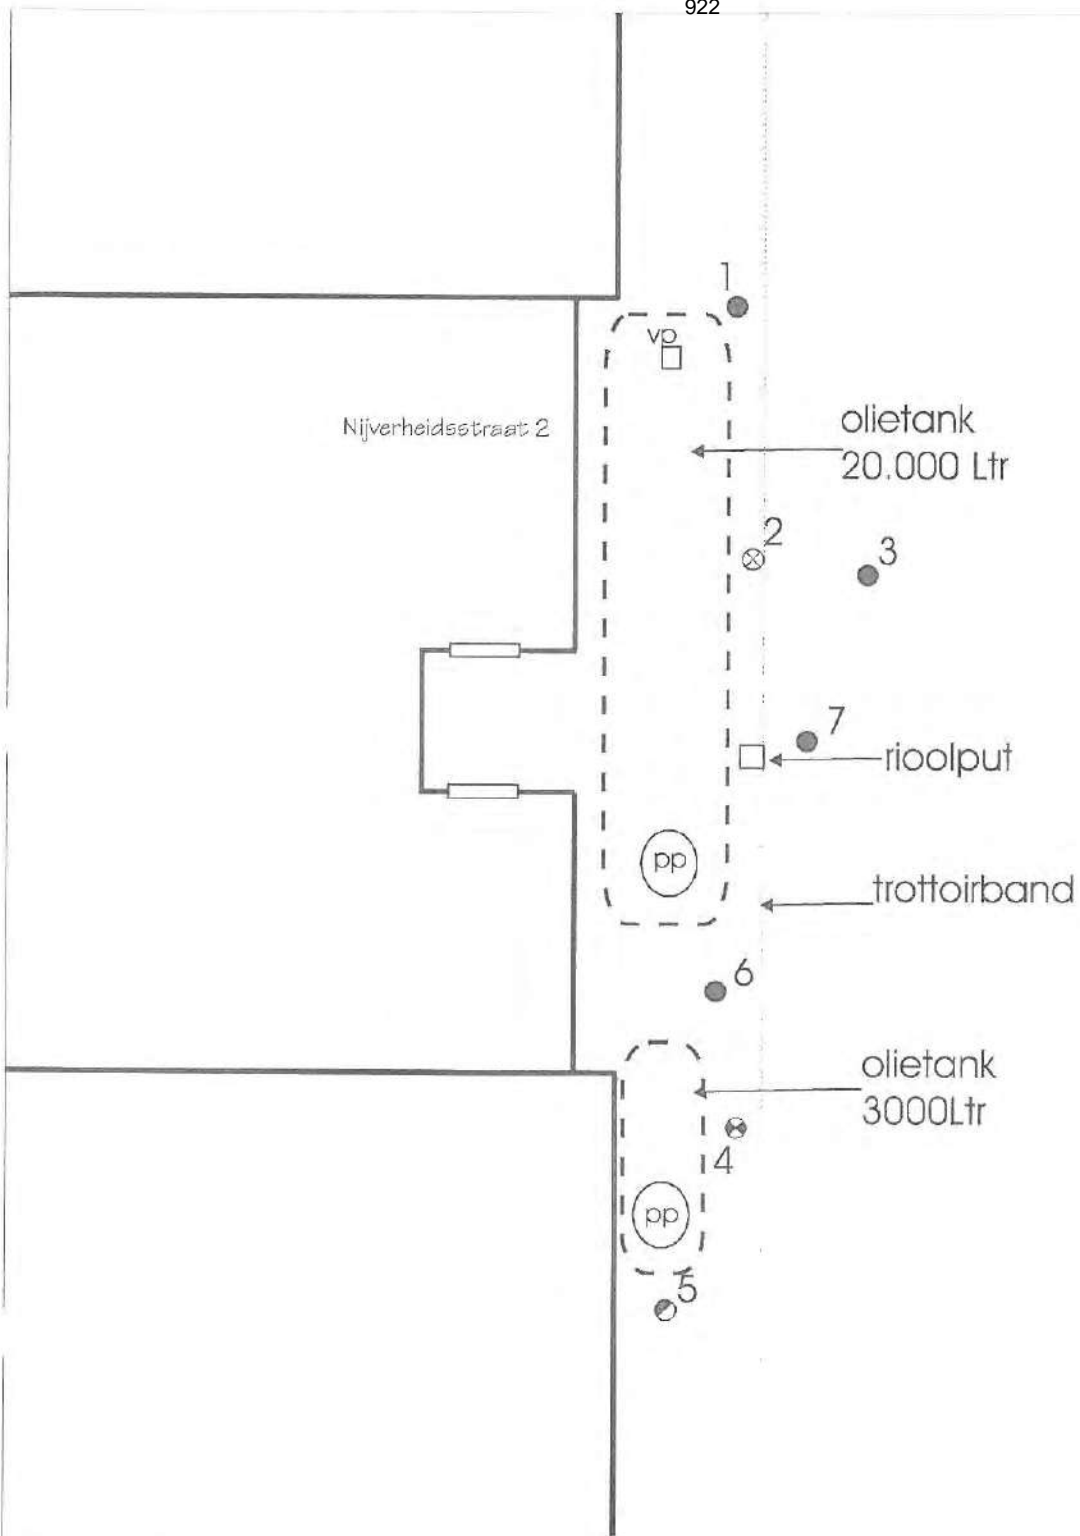 922
1
vp
Nijverheidsstraat 2
olietank
20.000 Ltr
2
3
7
rioolput
pp
trottoirband
6
olietank
3000Ltr
4
pp
5